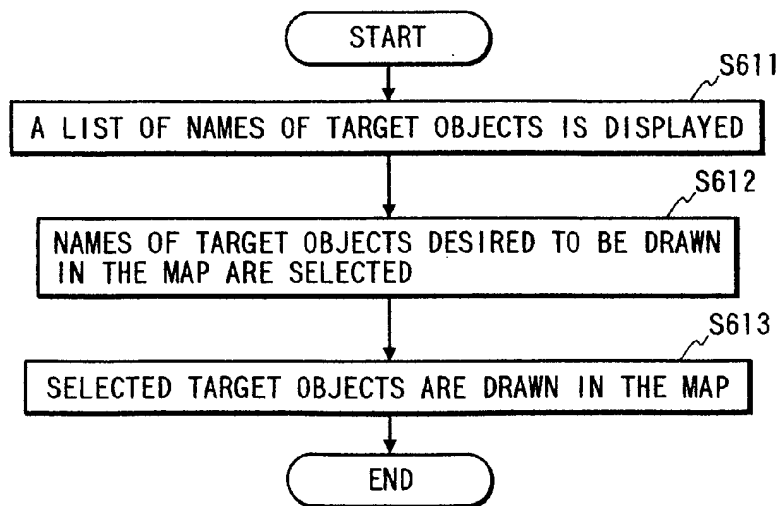 START
S611
A LIST OF NAMES OF TARGET OBJECTS IS DISPLAYED
S612
NAMES OF TARGET OBJECTS DESIRED TO BE DRAWN
IN THE MAP ARE SELECTED
S613
SELECTED TARGET OBJECTS ARE DRAWN IN THE MAP
END